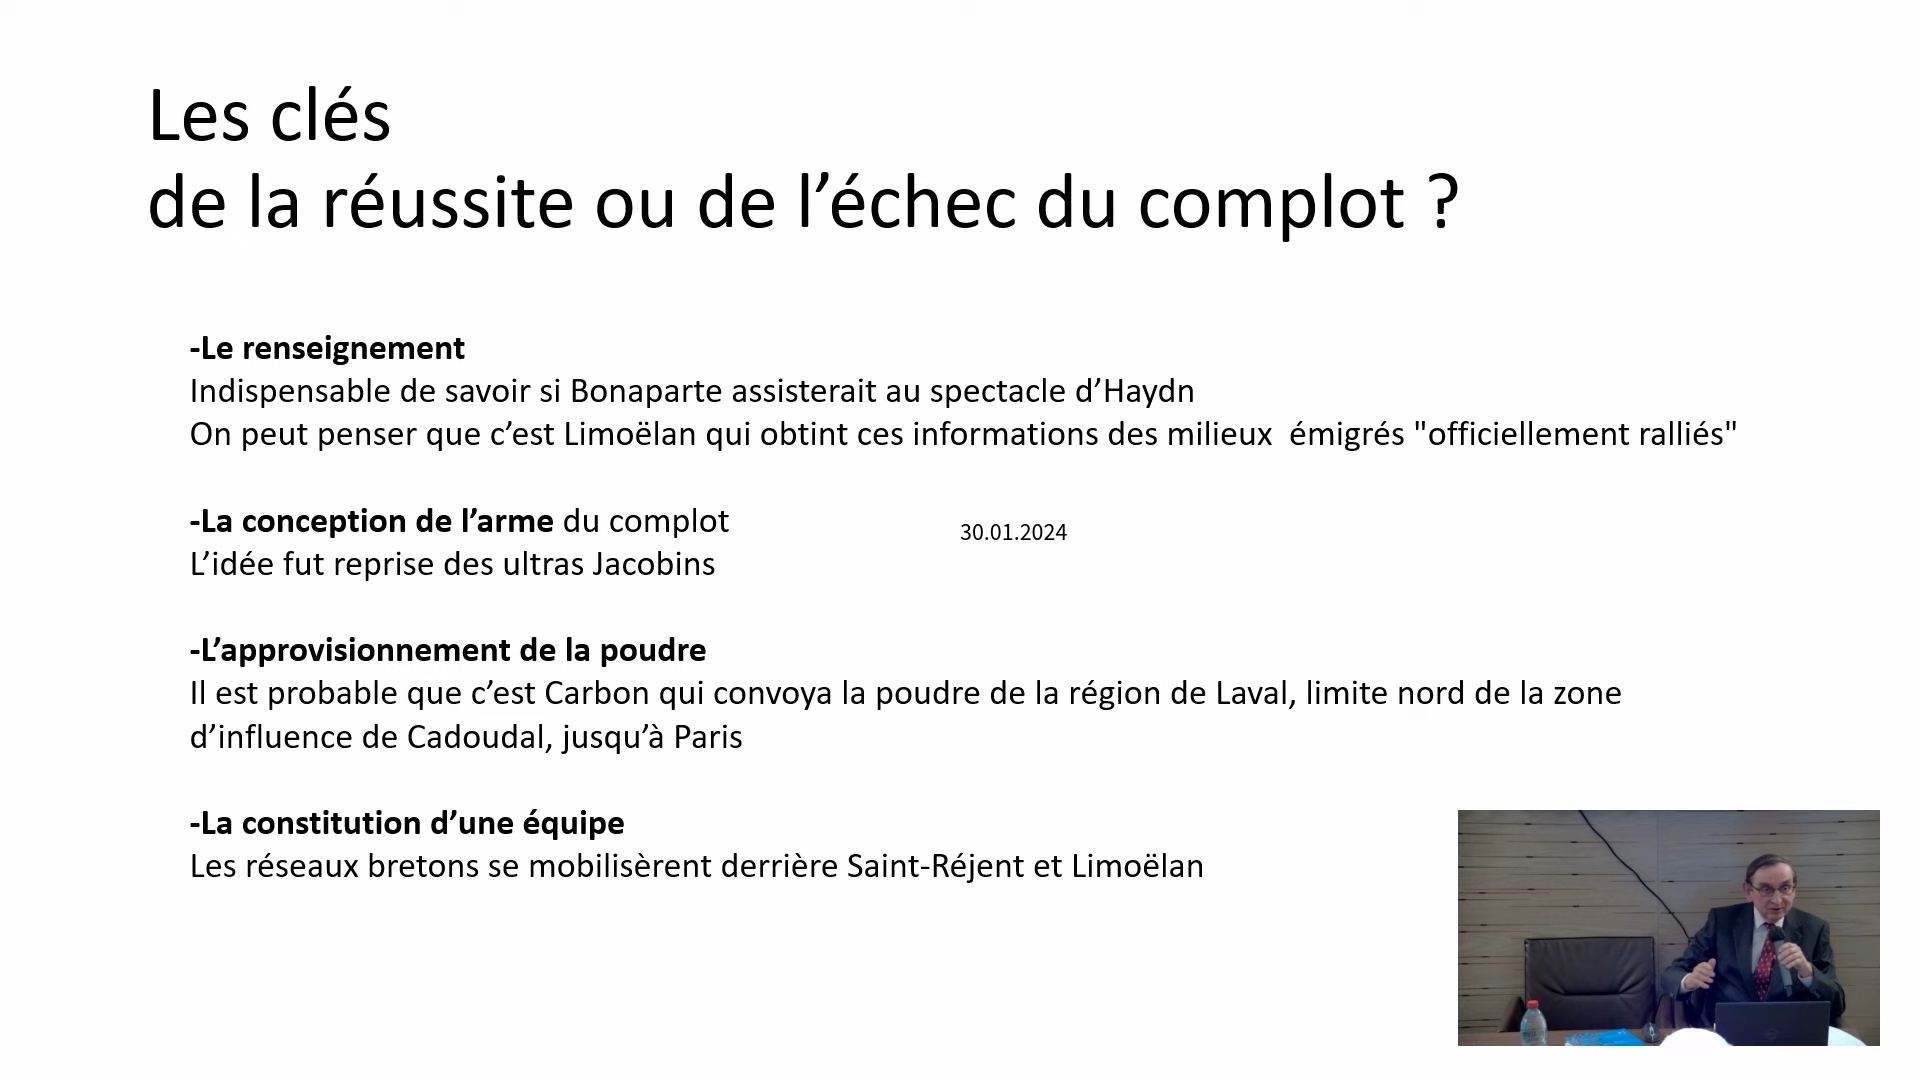 Les clés
de la réussite ou de l’échec du complot ?
-Le renseignement
Indispensable de savoir si Bonaparte assisterait au spectacle d’Haydn
On peut penser que c’est Limoëlan qui obtint ces informations des milieux  émigrés "officiellement ralliés"
-La conception de l’arme du complot
30.01.2024
L’idée fut reprise des ultras Jacobins
-L’approvisionnement de la poudre
Il est probable que c’est Carbon qui convoya la poudre de la région de Laval, limite nord de la zone
d’influence de Cadoudal, jusqu’à Paris
-La constitution d’une équipe
Les réseaux bretons se mobilisèrent derrière Saint-Réjent et Limoëlan